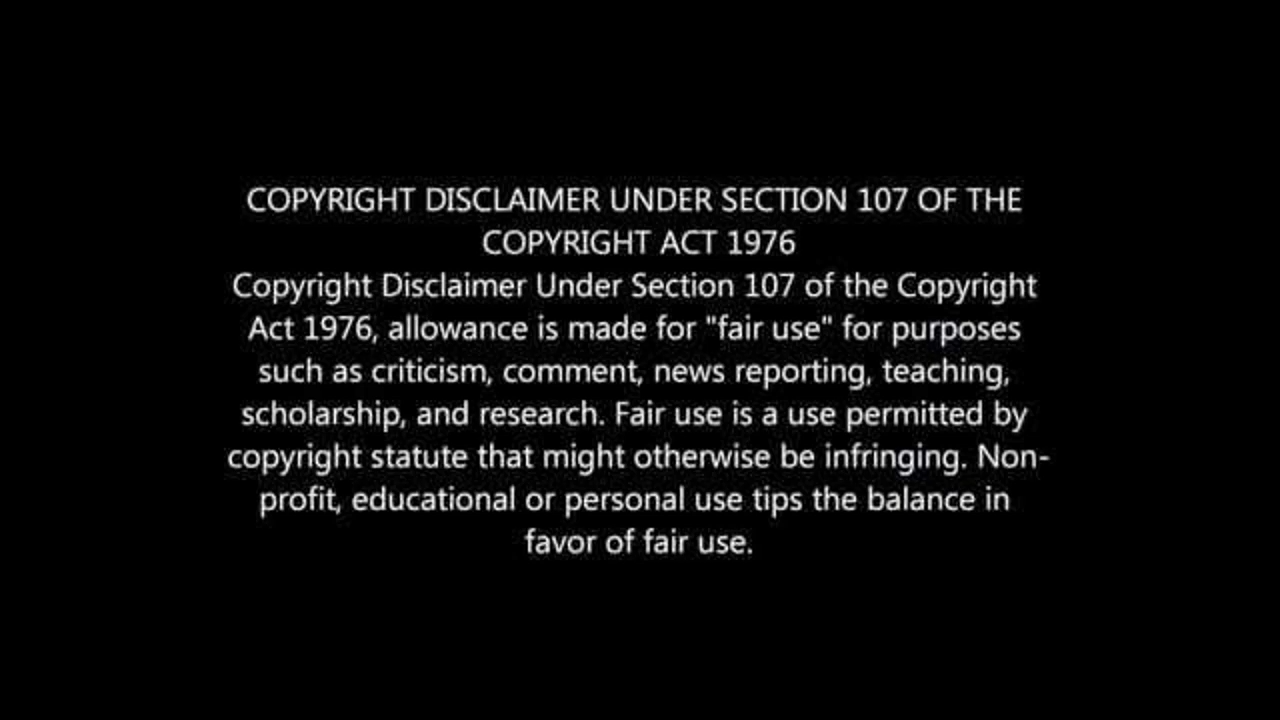 COPYRIGHT DISCLAIMER UNDER SECTION 107 OF THE
COPYRIGHT ACT 1976
Copyright Disclaimer Under Section 107 of the Copyright
Act 1976, allowance is made for "fair use" for purposes
such as criticism, comment, news reporting, teaching,
scholarship, and research. Fair use is a use permitted by
copyright statute that might otherwise be infringing. Non-
profit, educational or personal use tips the balance in
favor of fair use.